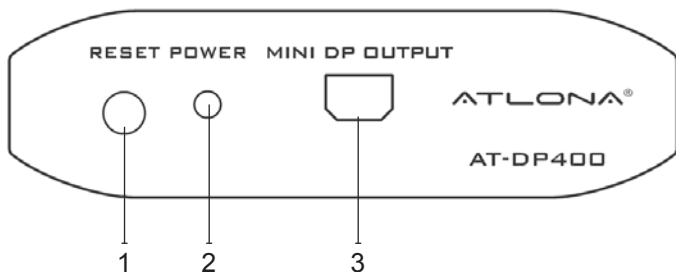 RESET POWER MINI DP OUTPUT
ATLONA®
AT-DP400
1 2 3